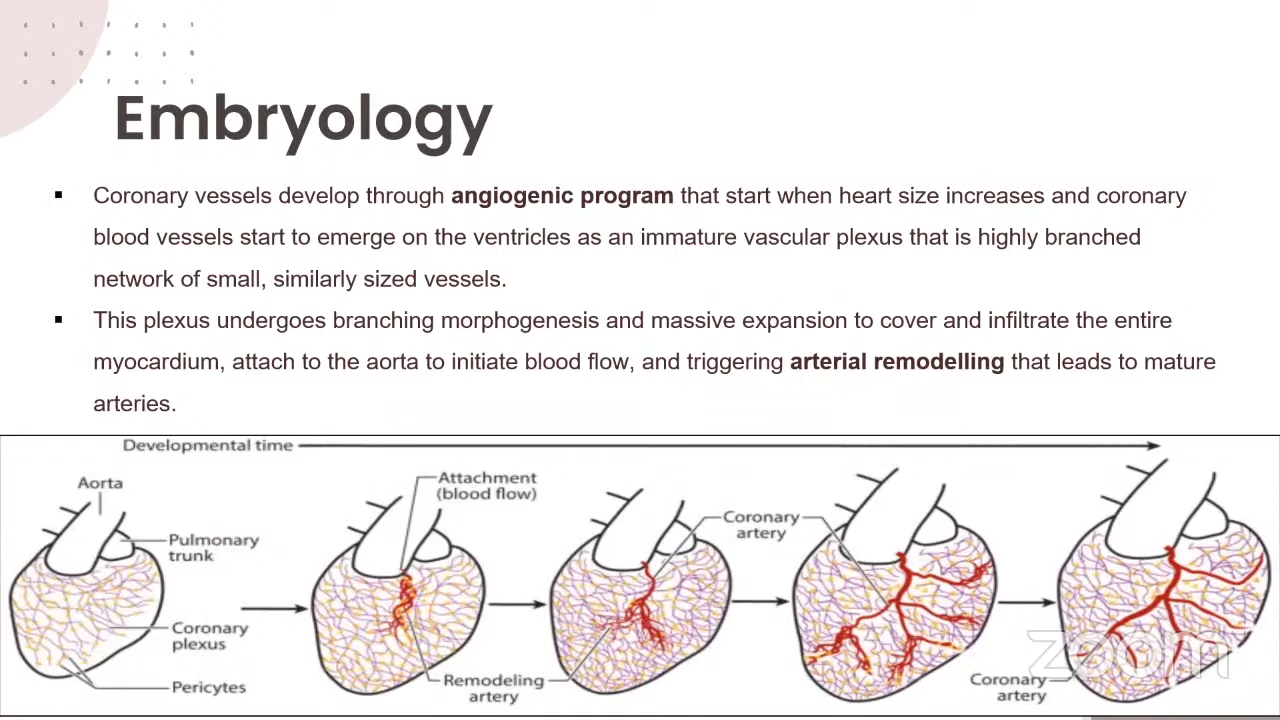 Embryology
▪ Coronary vessels develop through angiogenic program that start when heart size increases and coronary
blood vessels start to emerge on the ventricles as an immature vascular plexus that is highly branched
network of small, similarly sized vessels.
▪ This plexus undergoes branching morphogenesis and massive expansion to cover and infiltrate the entire
myocardium, attach to the aorta to initiate blood flow, and triggering arterial remodelling that leads to mature
arteries.
Developmental time
Aorta
Pulmonary
trunk
Coronary
plexus
Pericytes
Attachment
(blood flow)
Remodeling
artery
Coronary
artery
Coronary
artery
zoom